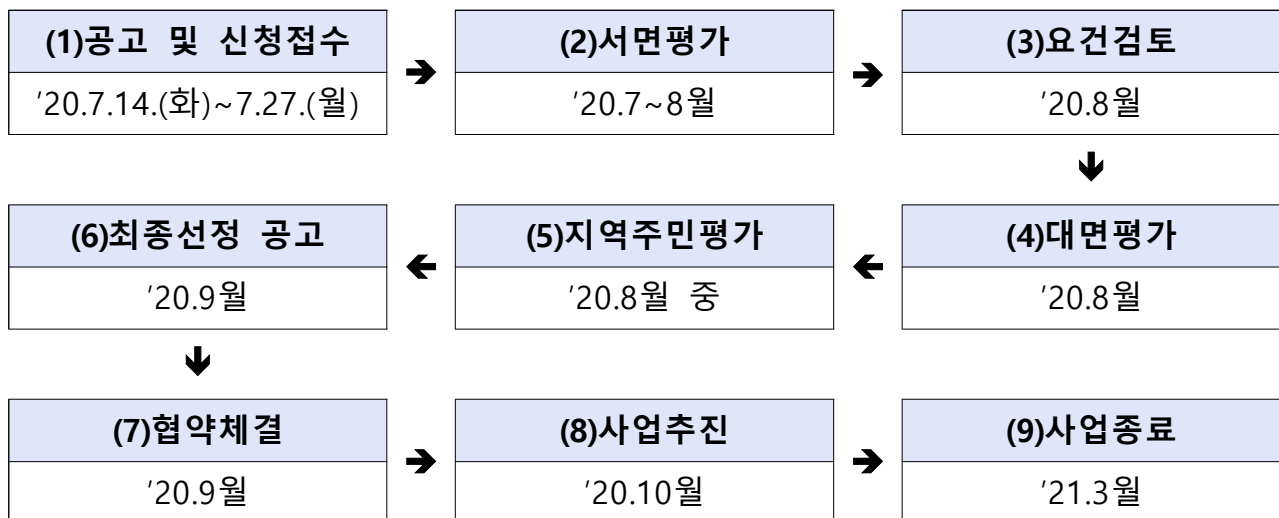 (1)공고 및 신청접수
'20.7.14.(화)~7.27.(월)
➔
(2)서면평가
'20.7~8월
➔
(3)요건검토
'20.8월
🡻
(4)대면평가
'20.8월
🡸
(5)지역주민평가
'20.8월 중
🡸
(6)최종선정 공고
'20.9월
🡻
(7)협약체결
'20.9월
➔
(8)사업추진
'20.10월
➔
(9)사업종료
'21.3월